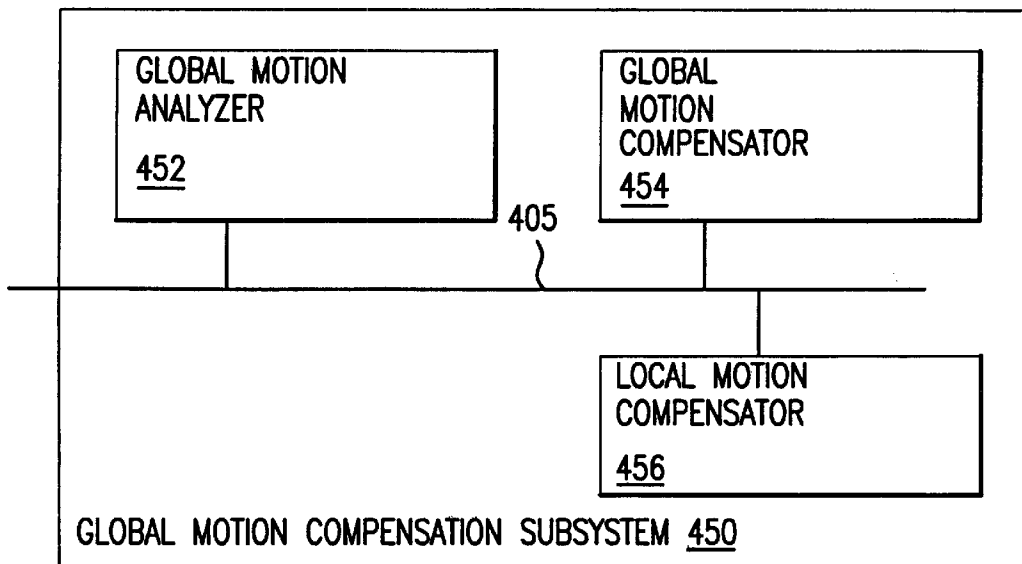 GLOBAL MOTION
ANALYZER
452
GLOBAL
MOTION
COMPENSATOR
454
405
LOCAL MOTION
COMPENSATOR
456
GLOBAL MOTION COMPENSATION SUBSYSTEM 450